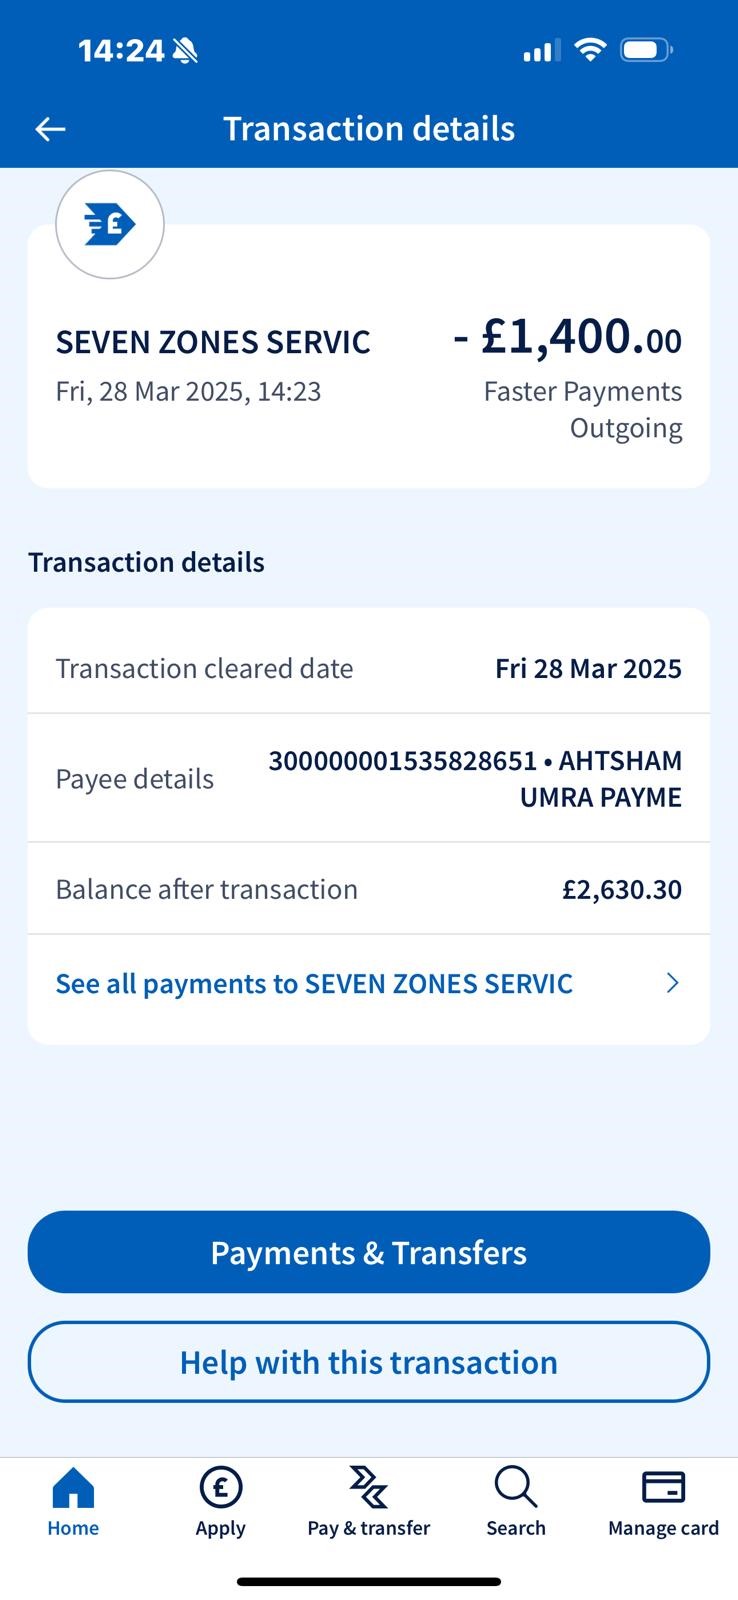 14:24
Transaction details
£
SEVEN ZONES SERVIC
- £1,400.00
Fri, 28 Mar 2025, 14:23
Faster Payments
Outgoing
Transaction details
Transaction cleared date
Fri 28 Mar 2025
Payee details
300000001535828651 • AHTSHAM
UMRA PAYME
Balance after transaction
£2,630.30
See all payments to SEVEN ZONES SERVIC
Payments & Transfers
Help with this transaction
£
Home
Apply
Pay & transfer
Search
Manage card